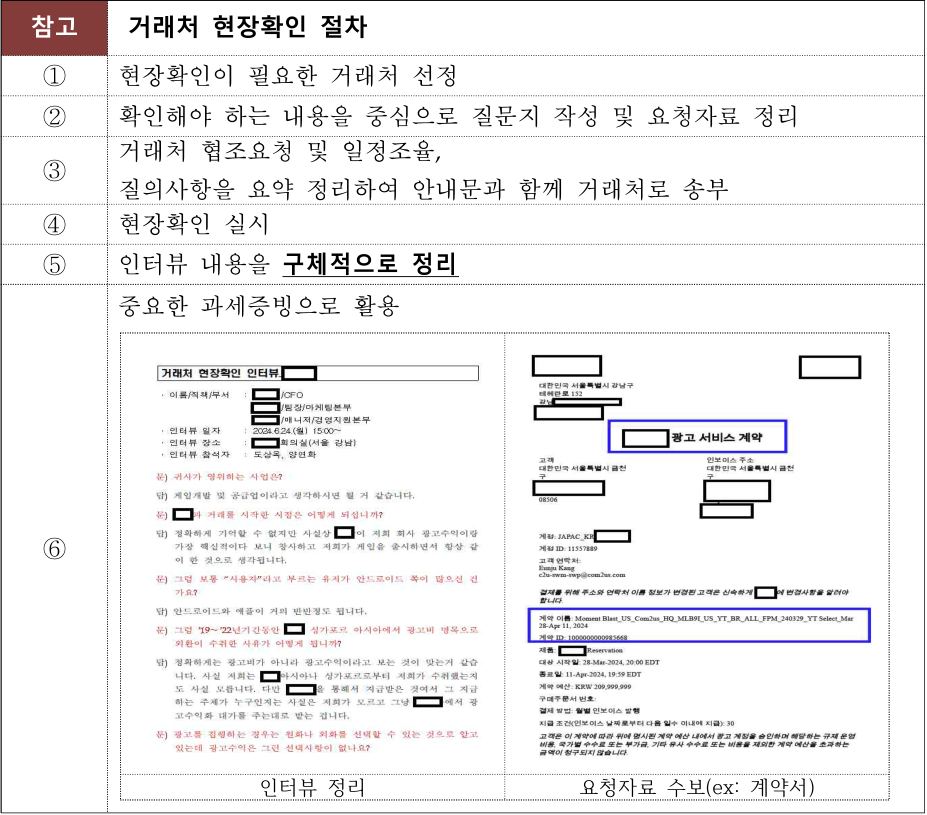 참고
거래처 현장확인 절차
①
현장확인이 필요한 거래처 선정
②
확인해야 하는 내용을 중심으로 질문지 작성 및 요청자료 정리
③
거래처 협조요청 및 일정조율,
질의사항을 요약 정리하여 안내문과 함께 거래처로 송부
④
현장확인 실시
⑤
인터뷰 내용을 구체적으로 정리
⑥
중요한 과세증빙으로 활용
거래처 현장확인 인터뷰
· 이름/직책/부서 : /CFO
/팀장/마케팅본부
/매니저/경영지원본부
· 인터뷰 일자 : 2024.6.24.(월) 15:00~
· 인터뷰 장소 : 회의실(서울 강남)
· 인터뷰 참석자 : 도상옥, 양연화
문) 귀사가 영위하는 사업은?
답) 게임개발 및 공급업이라고 생각하시면 될 거 같습니다.
문) 과 거래를 시작한 시점은 어떻게 되십니까?
답) 정확하게 기억할 수 없지만 사실상 이 저희 회사 광고수익이랑
가장 핵심적이다 보니 창사하고 저희가 게임을 출시하면서 항상 같
이 한 것으로 생각됩니다.
문) 그럼 보통 "사용자"라고 부르는 유저가 안드로이드 쪽이 많으신 건
가요?
답) 안드로이드와 애플이 거의 반반정도 됩니다.
문) 그럼 '19~'22년기간동안 싱가포르 아시아에서 광고비 명목으로
외환이 수취한 사유가 어떻게 됩니까?
답) 정확하게는 광고비가 아니라 광고수익이라고 보는 것이 맞는거 같습
니다. 사실 저희는 아시아나 싱가포르로부터 저희가 수취했는지
도 사실 모릅니다. 다만 을 통해서 지급받은 것여서 그 지급
하는 주체가 누구인지는 사실은 저희가 모르고 그냥 에서 광
고수익화 대가를 주는대로 받는 겁니다.
문) 광고를 집행하는 경우는 원화나 외화를 선택할 수 있는 것으로 알고
있는데 광고수익은 그런 선택사항이 없나요?
인터뷰 정리
대한민국 서울특별시 강남구
테헤란로 152
강남
광고 서비스 계약
고객
대한민국 서울특별시 금천
구
08506
인보이스 주소
대한민국 서울특별시 금천
구
계정: JAPAC_KR
계정 ID: 11557889
고객 연락처:
Eunju Kang
c2u-swm-swp@com2us.com
결제를 위해 주소와 연락처 이름 정보가 변경된 고객은 신속하게 에 변경사항을 알려야
합니다.
계약 이름: Moment Blast_US_Com2us_HQ_MLB9I_US_YT_BR_ALL_FPM_240329_YT Select_Mar
28-Apr 11, 2024
계약 ID: 1000000000985668
제품: Reservation
대상 시작일: 28-Mar-2024, 20:00 EDT
종료일: 11-Apr-2024, 19:59 EDT
계약 예산: KRW 209,999,999
구매주문서 번호:
결제 방법: 월별 인보이스 발행
지급 조건(인보이스 날짜로부터 다음 일수 이내에 지급): 30
고객은 이 계약에 따라 위에 명시된 계약 예산 내에서 광고 계정을 승인하며 해당하는 규제 운영
비용, 국가별 수수료 또는 부가금, 기타 유사 수수료 또는 비용을 제외한 계약 예산을 초과하는
금액이 청구되지 않습니다.
요청자료 수보(ex: 계약서)